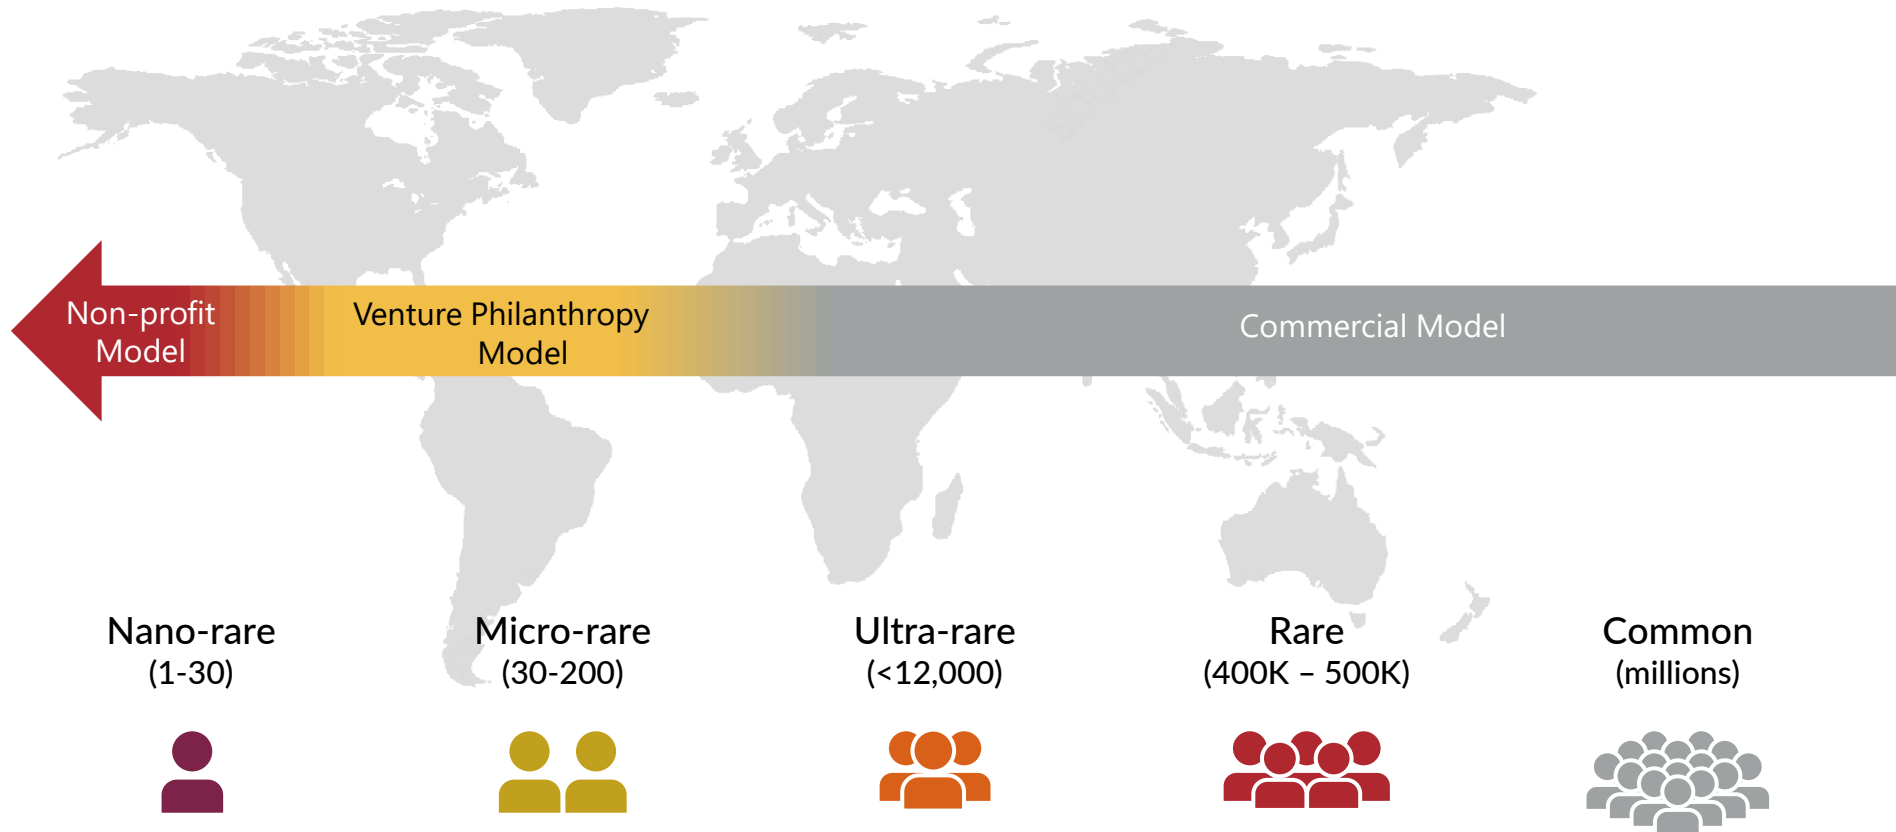 Non-profit
Model
Venture Philanthropy
Model
Commercial Model
Nano-rare
(1-30)
Micro-rare
(30-200)
Ultra-rare
(<12,000)
Rare
(400K – 500K)
Common
(millions)